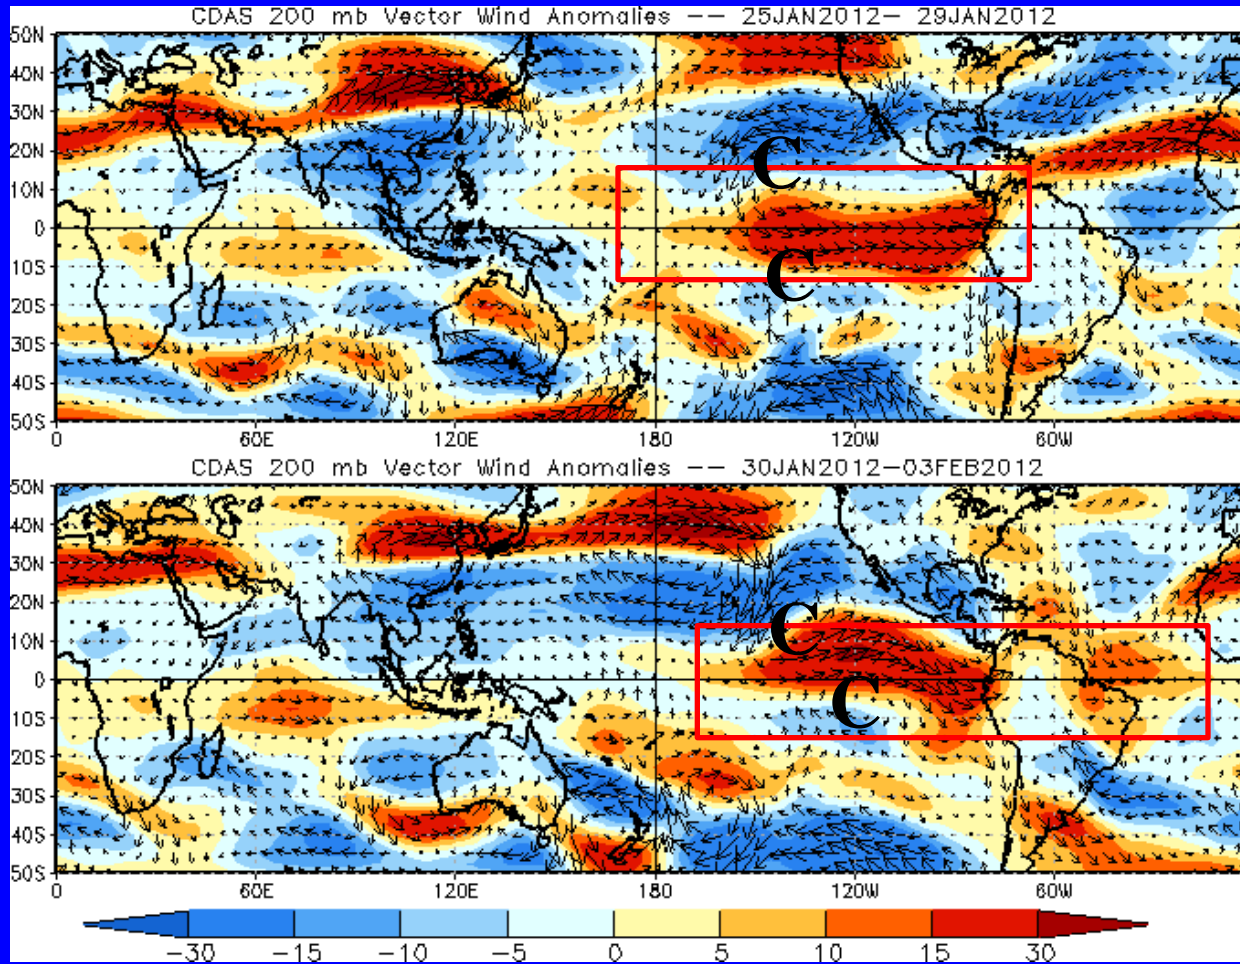 CDAS 200 mb Vector Wind Anomalies -- 25JAN2012- 29JAN2012
50N
40N
30N
20N
10N
0
10S
20S
30S
40S
50S
C
C
0 60E 120E 180 120W 60W
CDAS 200 mb Vector Wind Anomalies -- 30JAN2012-03FEB2012
50N
40N
30N
20N
10N
0
10S
20S
30S
40S
50S
C
C
0 60E 120E 180 120W 60W
-30 -15 -10 -5 0 5 10 15 30